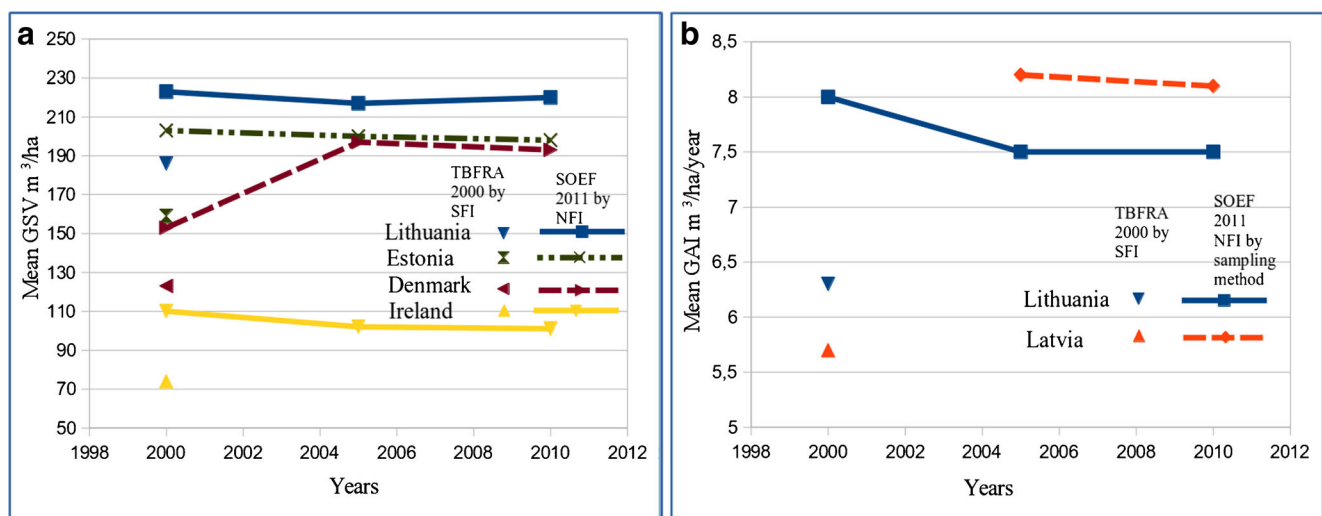 a
250
230
210
190
170
150
130
110
90
70
50
Mean GSV m 3/ha
1998 2000 2002 2004 2006 2008 2010 2012
Years
TBFRA
2000 by
SFI
SOEF
2011 by
NFI
Lithuania
Estonia
Denmark
Ireland
b
8,5
8
7.5
7
6,5
6
5,5
5
Mean GAI m 3/ha/year
1998 2000 2002 2004 2006 2008 2010 2012
Years
TBFRA
2000 by
SFI
SOEF
2011
NFI by
sampling
method
Lithuania
Latvia